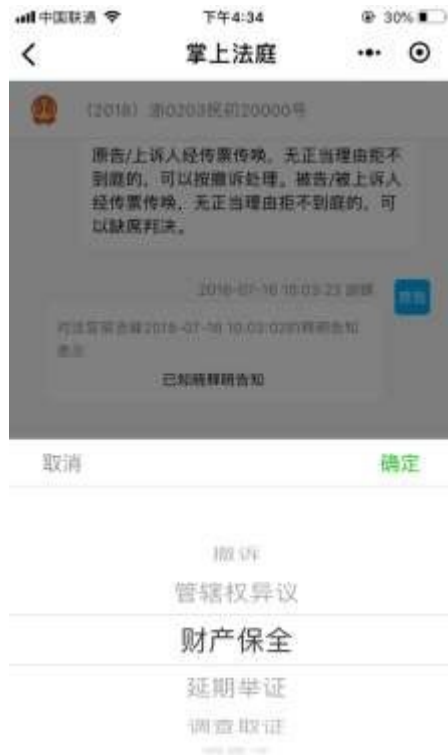 中国联通
下午4:34
30%
掌上法庭
(2018) 浙0203民初20000号
原告/上诉人经传票传唤，无正当理由拒不
到庭的，可以按撤诉处理。被告/被上诉人
经传票传唤，无正当理由拒不到庭的，可
以缺席判决。
2018-07-16 10:03:23
已知晓释明告知
取消
确定
撤诉
管辖权异议
财产保全
延期举证
调查取证